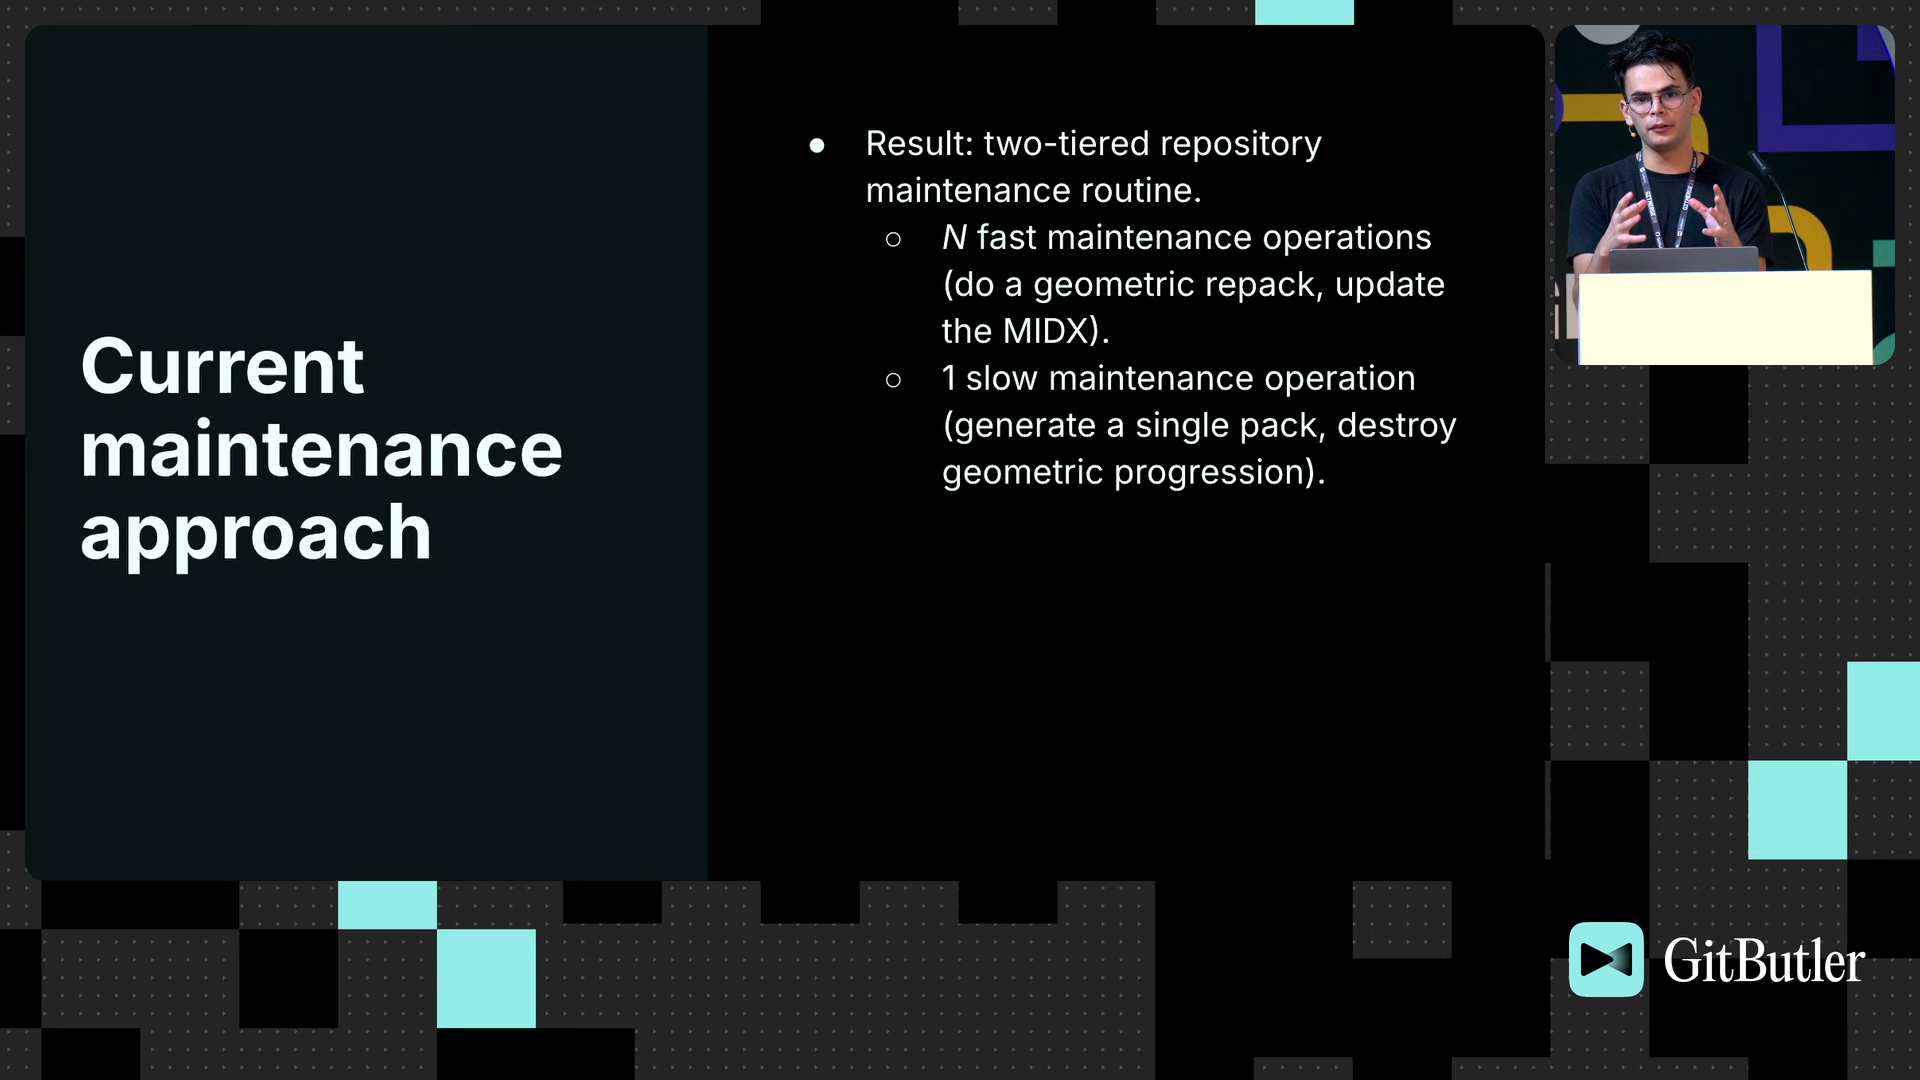 Current
maintenance
approach
● Result: two-tiered repository
maintenance routine.
○ N fast maintenance operations
(do a geometric repack, update
the MIDX).
○ 1 slow maintenance operation
(generate a single pack, destroy
geometric progression).
GitButler